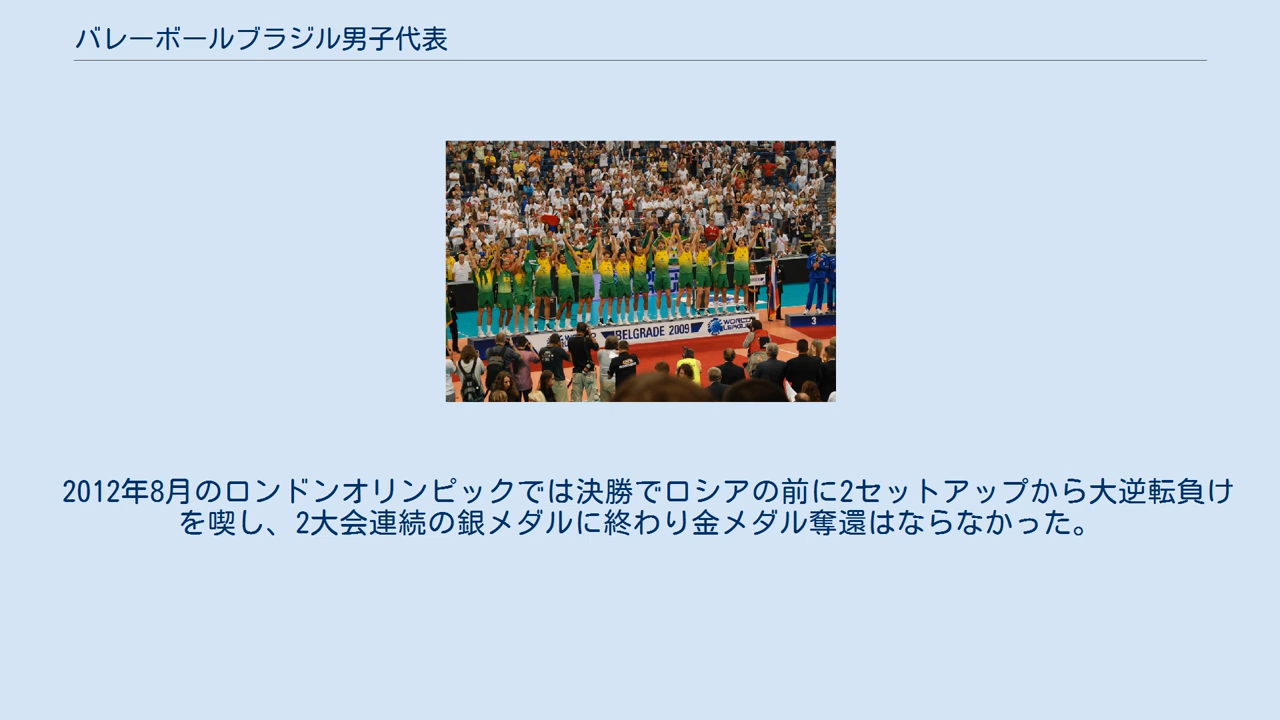 バレーボールブラジル男子代表
BELGRADE 2009
WORLD LEAGUE
3
2012年8月のロンドンオリンピックでは決勝でロシアの前に2セットアップから大逆転負け
を喫し、2大会連続の銀メダルに終わり金メダル奪還はならなかった。